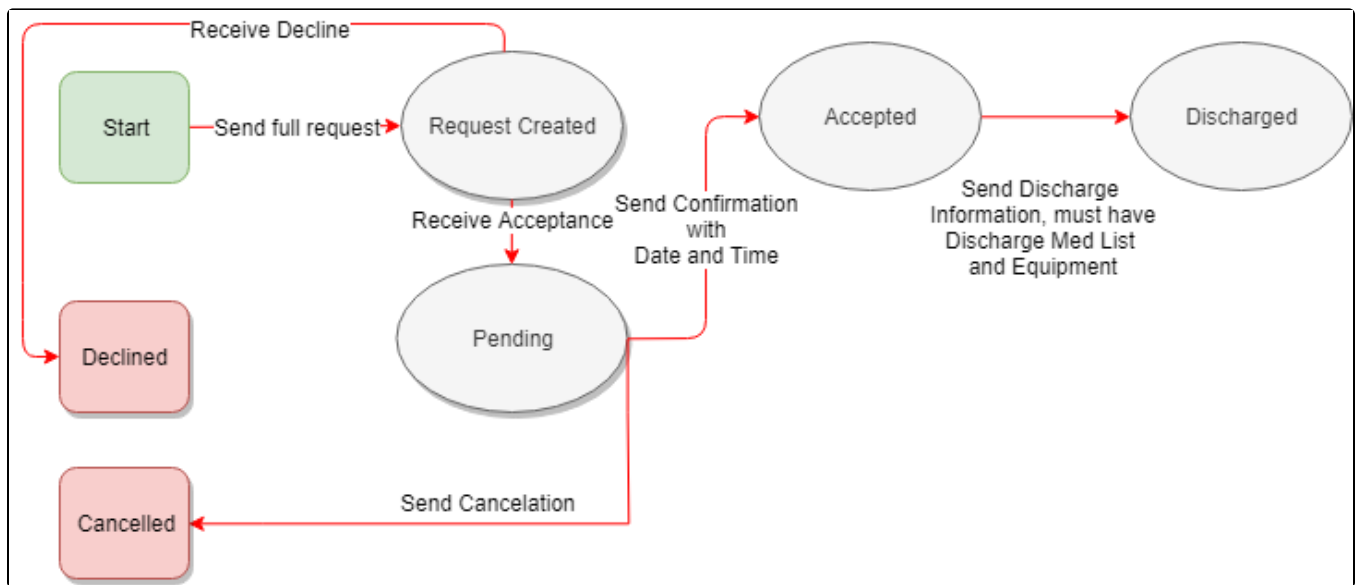 Receive Decline
Start
Send full request
Request Created
Accepted
Discharged
Receive Acceptance
Send Confirmation
with
Date and Time
Send Discharge
Information, must have
Discharge Med List
and Equipment
Pending
Declined
Send Cancelation
Cancelled